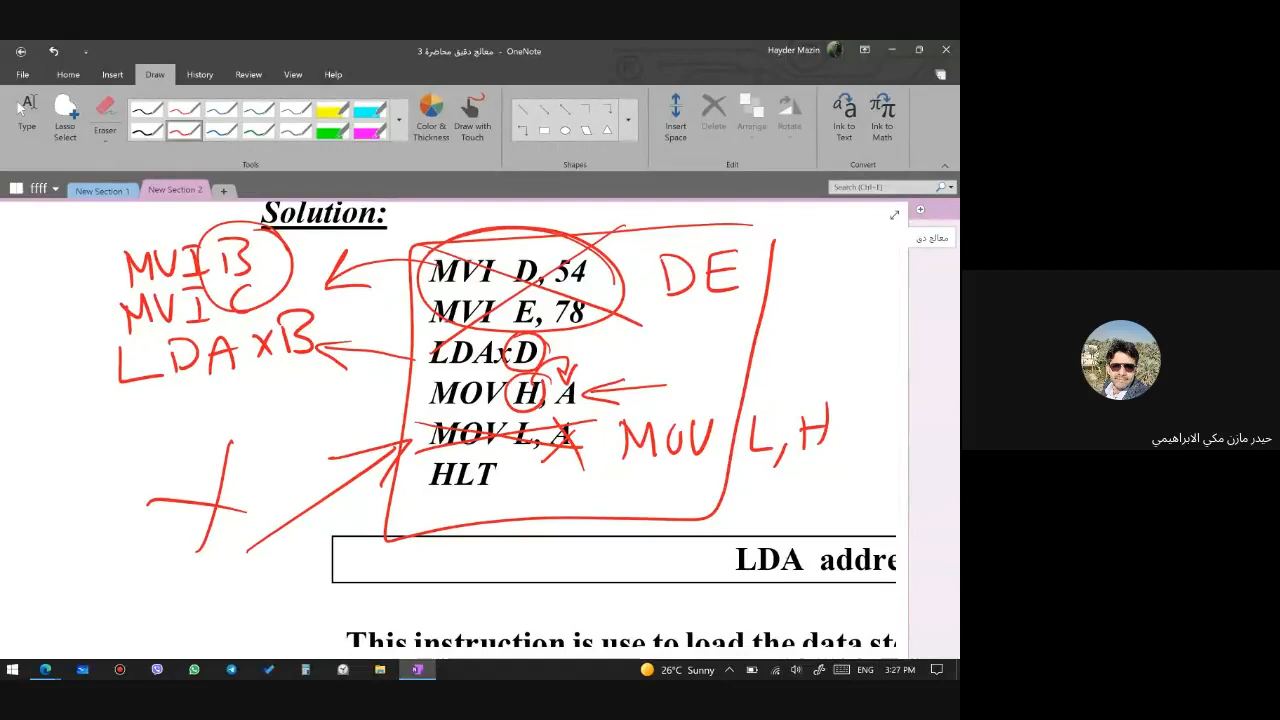 معالج دقيق محاضرة 3 - OneNote
Hayder Mazin
File Home Insert Draw History Review View Help
Type
Lasso Select
Eraser
Color & Thickness
Draw with Touch
Insert Space
Delete
Arrange
Rotate
Ink to Text
Ink to Math
Tools
Shapes
Edit
Convert
ffff
New Section 1
New Section 2
Search (Ctrl+E)
معالج دق
Solution:
MVI B
MVI C
LDAXB
MVI D, 54
MVI E, 78
LDAxD
MOV H, A
MOV L, A
HLT
DE
MOV L, H
LDA addre
This instruction is use to load the data st
حيدر مازن مكي الابراهيمي
26°C Sunny
ENG
3:27 PM